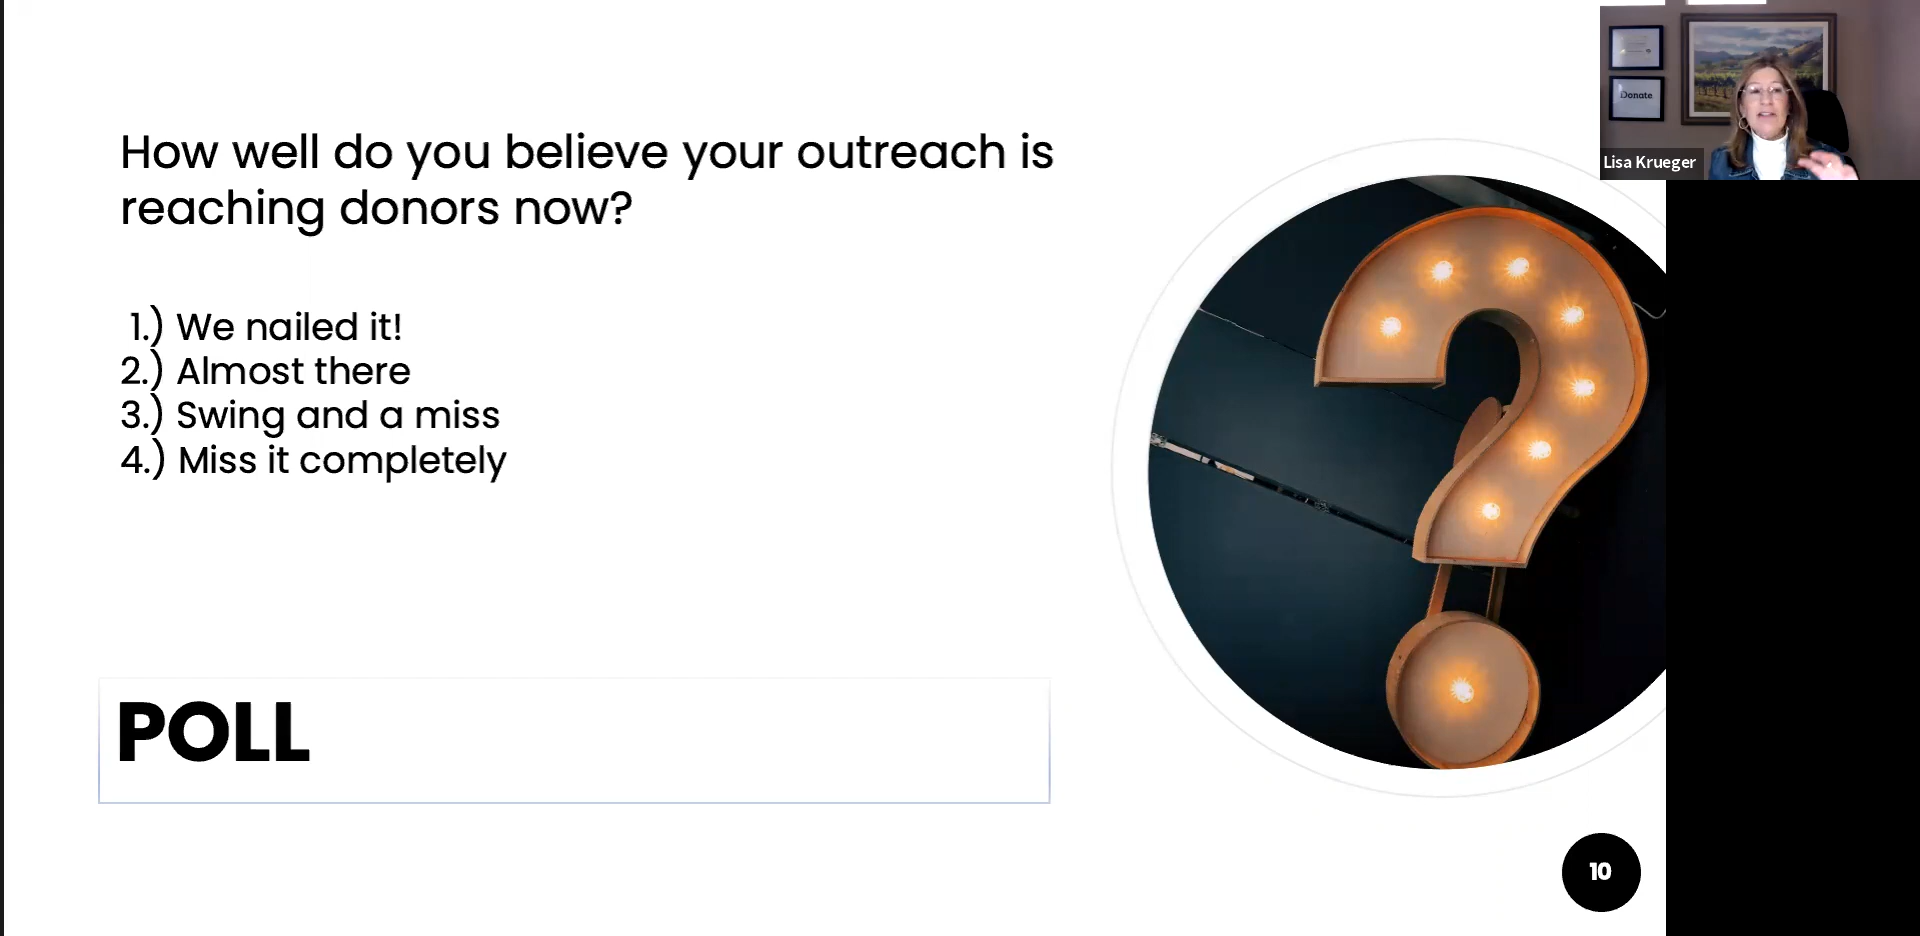 How well do you believe your outreach is
reaching donors now?
1.) We nailed it!
2.) Almost there
3.) Swing and a miss
4.) Miss it completely
POLL
10
Donate
Lisa Krueger